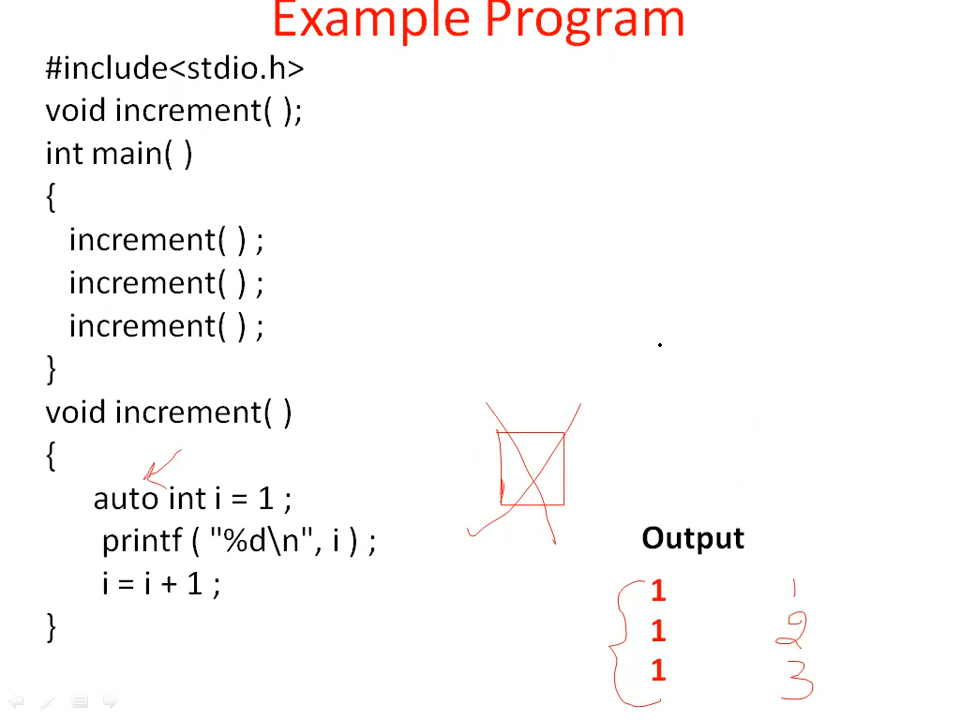 Example Program
#include<stdio.h>
void increment( );
int main( )
{
increment( ) ;
increment( ) ;
increment( ) ;
}
void increment( )
{
auto int i = 1 ;
printf ( "%d\n", i ) ;
i = i + 1 ;
}
Output
1 1
1 2
1 3